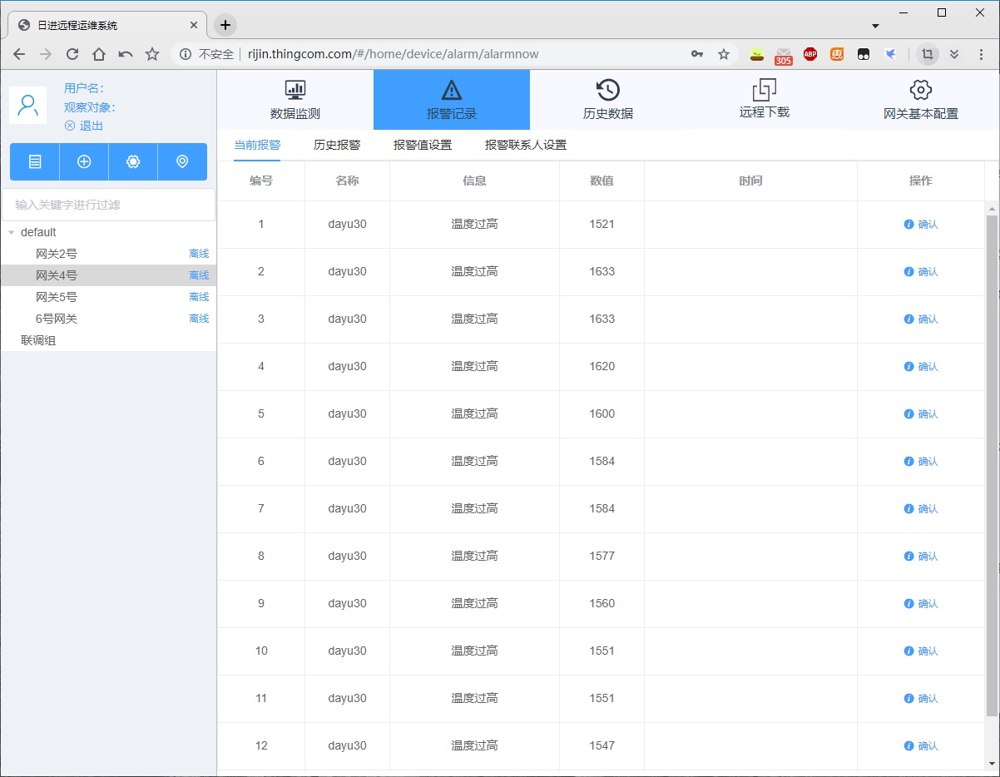 日进远程运维系统
不安全 rijin.thingcom.com/#/home/device/alarm/alarmnow
305
ABP
惠
用户名:
观察对象:
退出
数据监测
报警记录
历史数据
远程下载
网关基本配置
当前报警 历史报警 报警值设置 报警联系人设置
输入关键字进行过滤
default
网关2号 离线
网关4号 离线
网关5号 离线
6号网关 离线
联调组
编号 名称 信息 数值 时间 操作
1 dayu30 温度过高 1521 确认
2 dayu30 温度过高 1633 确认
3 dayu30 温度过高 1633 确认
4 dayu30 温度过高 1620 确认
5 dayu30 温度过高 1600 确认
6 dayu30 温度过高 1584 确认
7 dayu30 温度过高 1584 确认
8 dayu30 温度过高 1577 确认
9 dayu30 温度过高 1560 确认
10 dayu30 温度过高 1551 确认
11 dayu30 温度过高 1551 确认
12 dayu30 温度过高 1547 确认